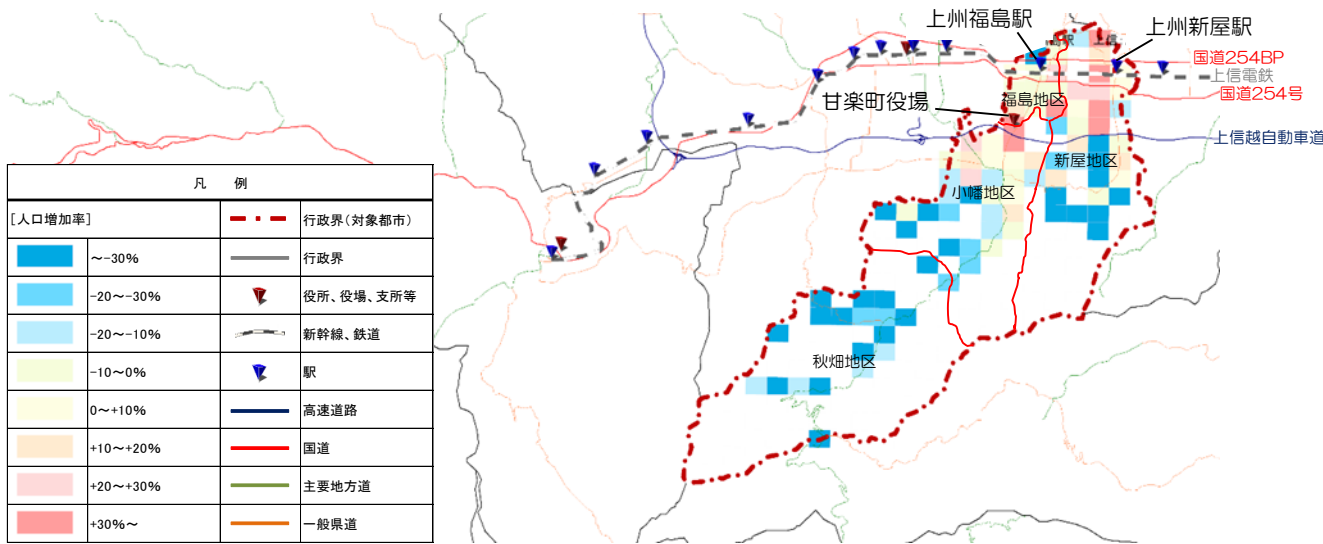 上州福島駅
上州新屋駅
国道254BP
上信電鉄
国道254号
福島地区
甘楽町役場
上信越自動車道
新屋地区
小幡地区
秋畑地区
凡 例
[人口増加率]
行政界(対象都市)
～-30%
行政界
-20～-30%
役所、役場、支所等
-20～-10%
新幹線、鉄道
-10～0%
駅
0～+10%
高速道路
+10～+20%
国道
+20～+30%
主要地方道
+30%～
一般県道